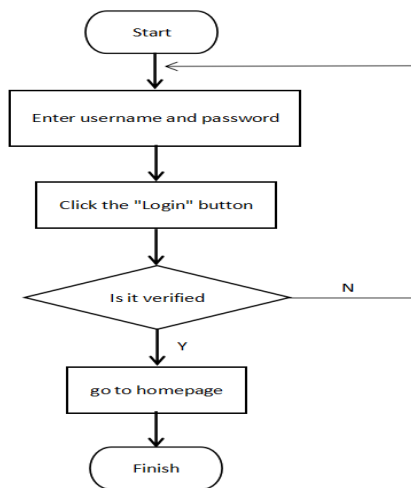 Start
Enter username and password
Click the "Login" button
Is it verified
N
Y
go to homepage
Finish